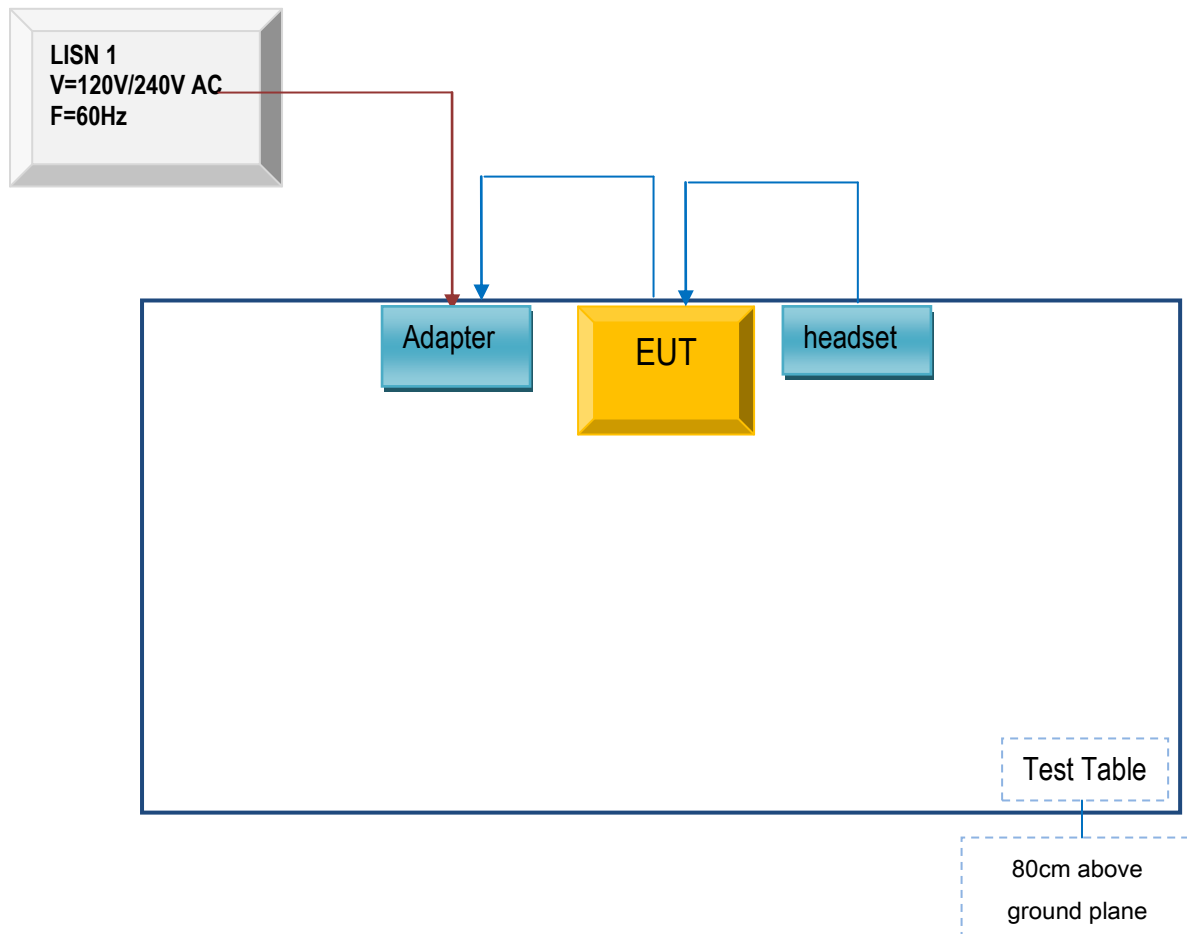 LISN 1
V=120V/240V AC
F=60Hz
Adapter
EUT
headset
Test Table
80cm above
ground plane